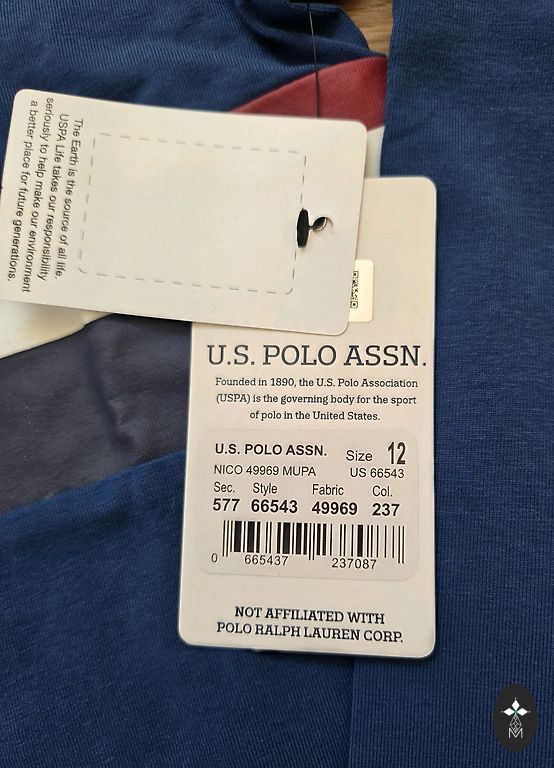 The Earth is the source of all life.
USPA Life takes our responsibility
seriously to help make our environment
a better place for future generations.
U.S. POLO ASSN.
Founded in 1890, the U.S. Polo Association
(USPA) is the governing body for the sport
of polo in the United States.
U.S. POLO ASSN. Size 12
NICO 49969 MUPA US 66543
Sec. Style Fabric Col.
577 66543 49969 237
0 665437 237087
NOT AFFILIATED WITH
POLO RALPH LAUREN CORP.
M